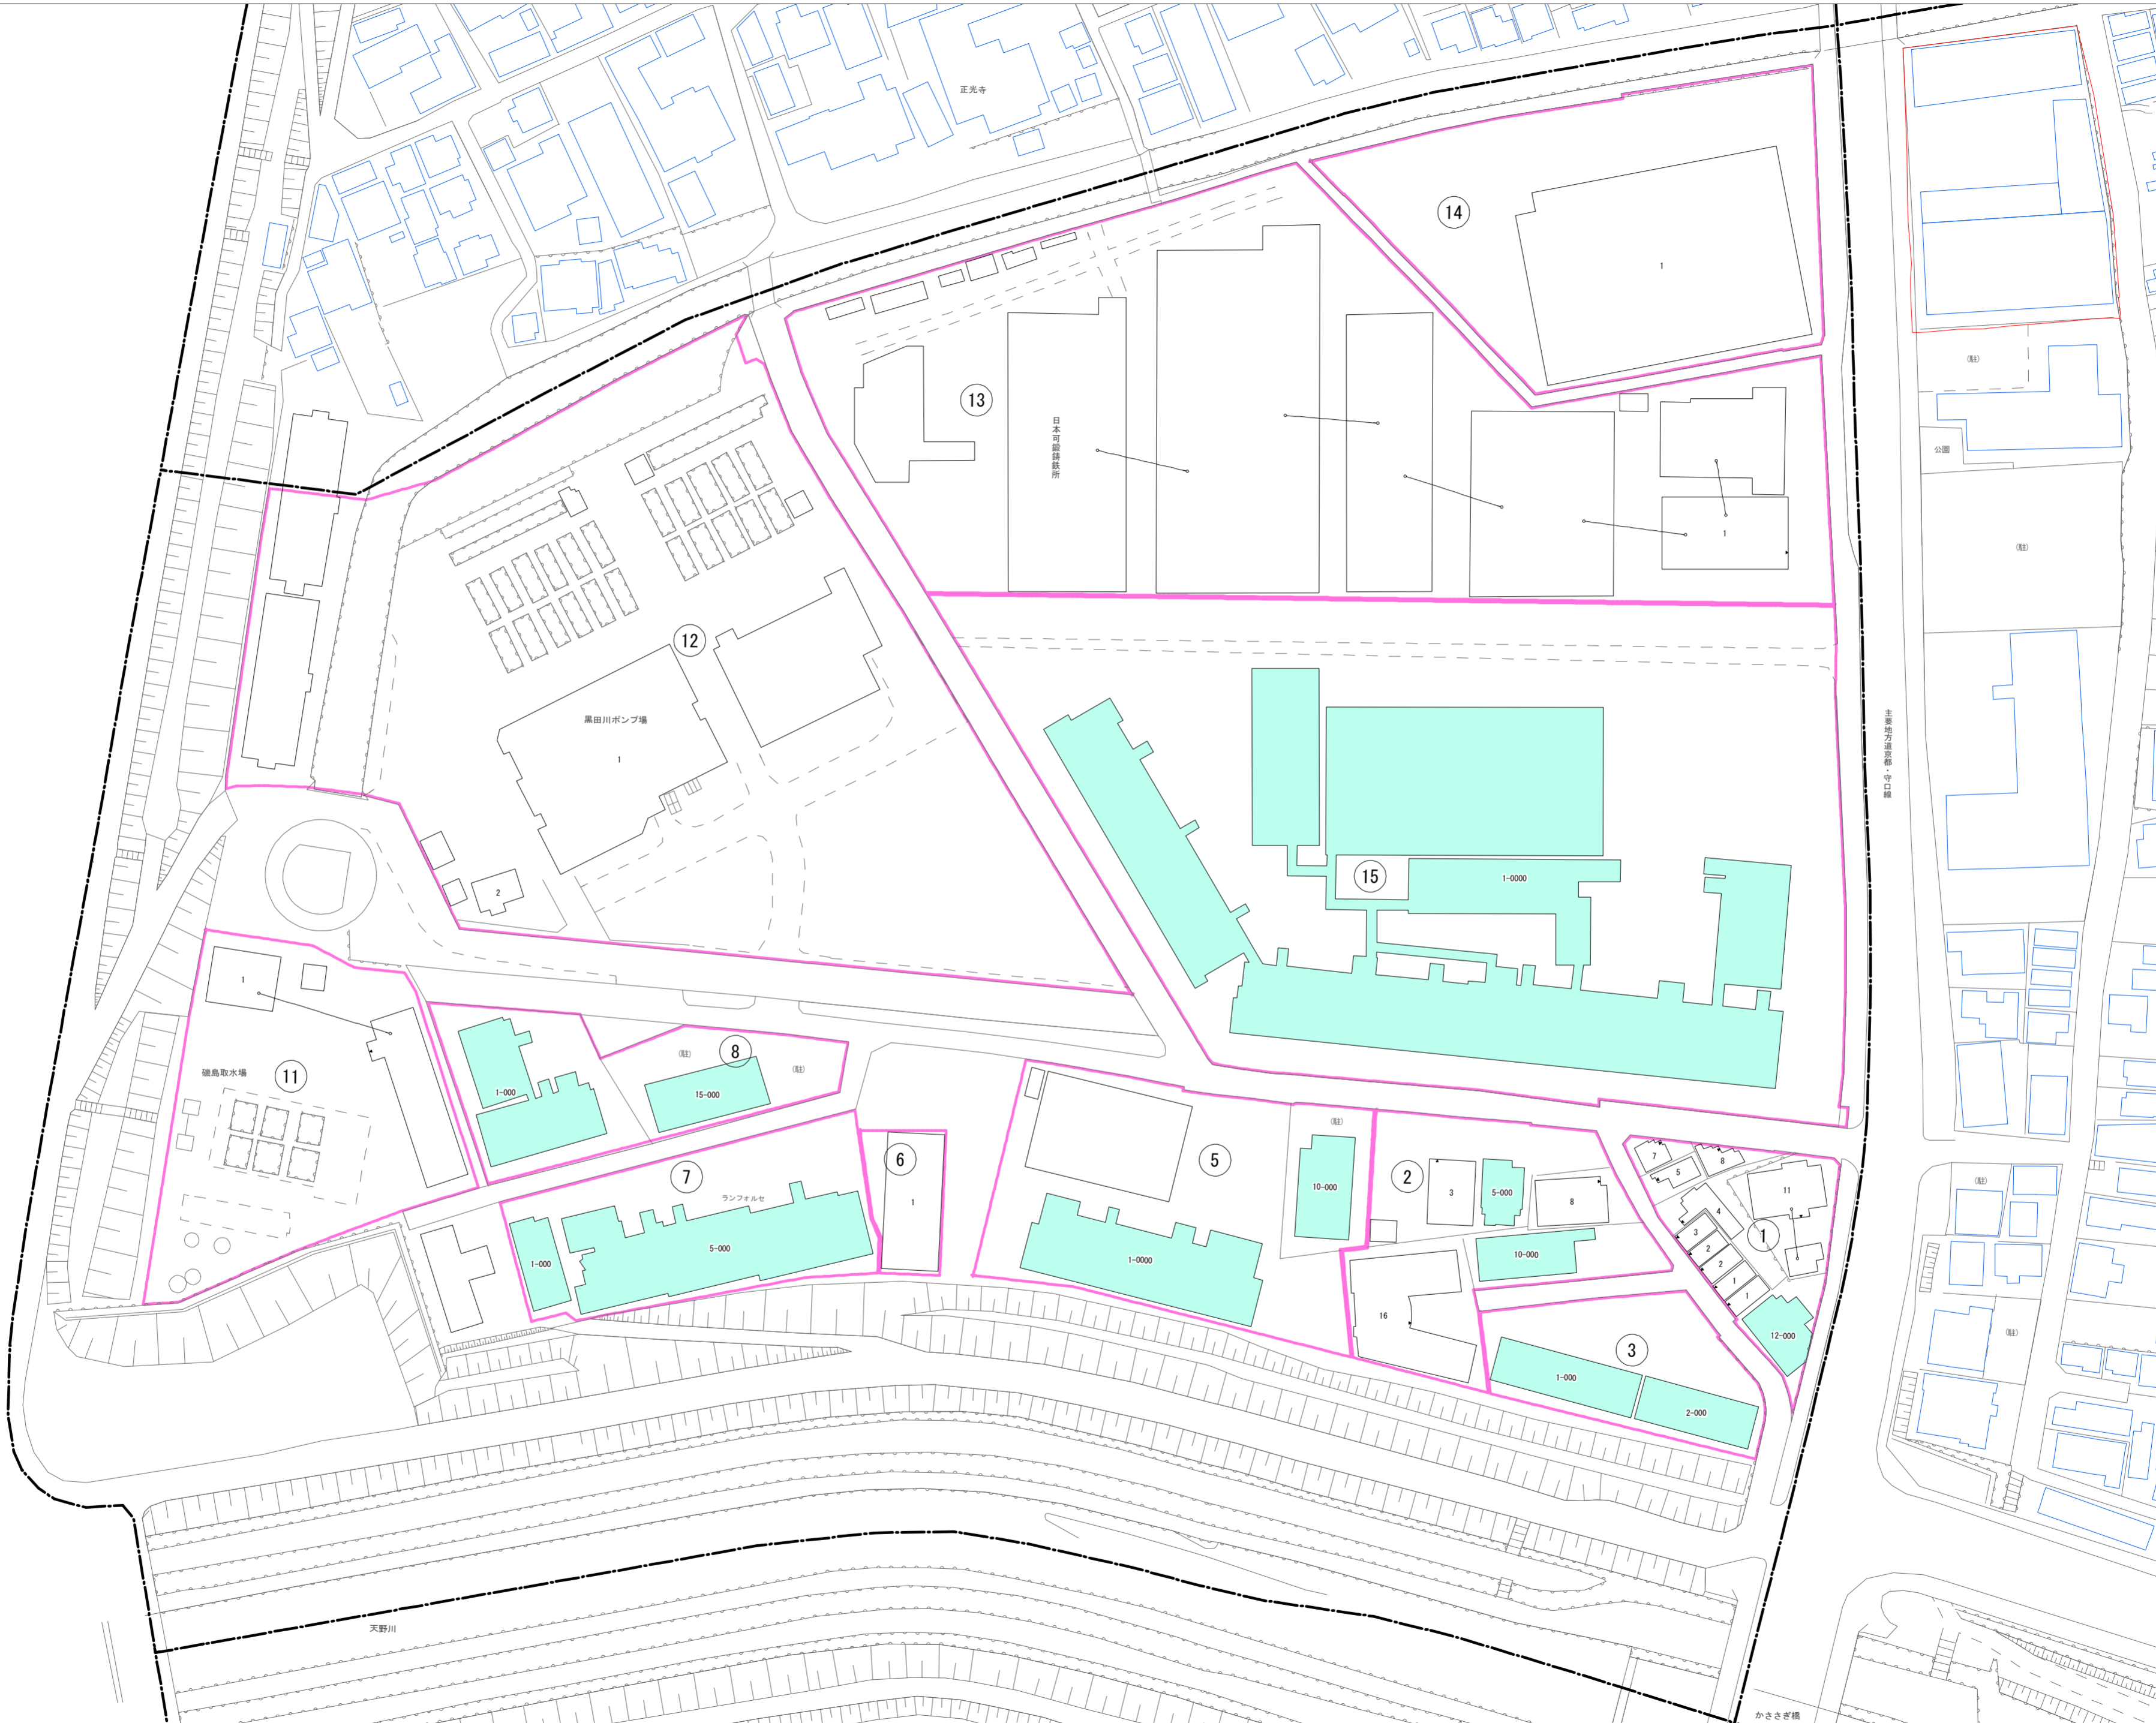 正光寺
14
1
(駐)
13
日本可鍛鋳鉄所
公園
1
(駐)
12
黒田川ポンプ場
1
主要地方道京都・守口線
15
1-0000
2
1
磯島取水場
11
1-000
(駐)
8
(駐)
15-000
7
ランフォルセ
1-000
5-000
6
1
5
(駐)
10-000
1-0000
2
3
5-000
8
10-000
16
7
5
8
11
4
3
2
2
1
1
1
12-000
3
1-000
2-000
(駐)
(駐)
天野川
かささぎ橋